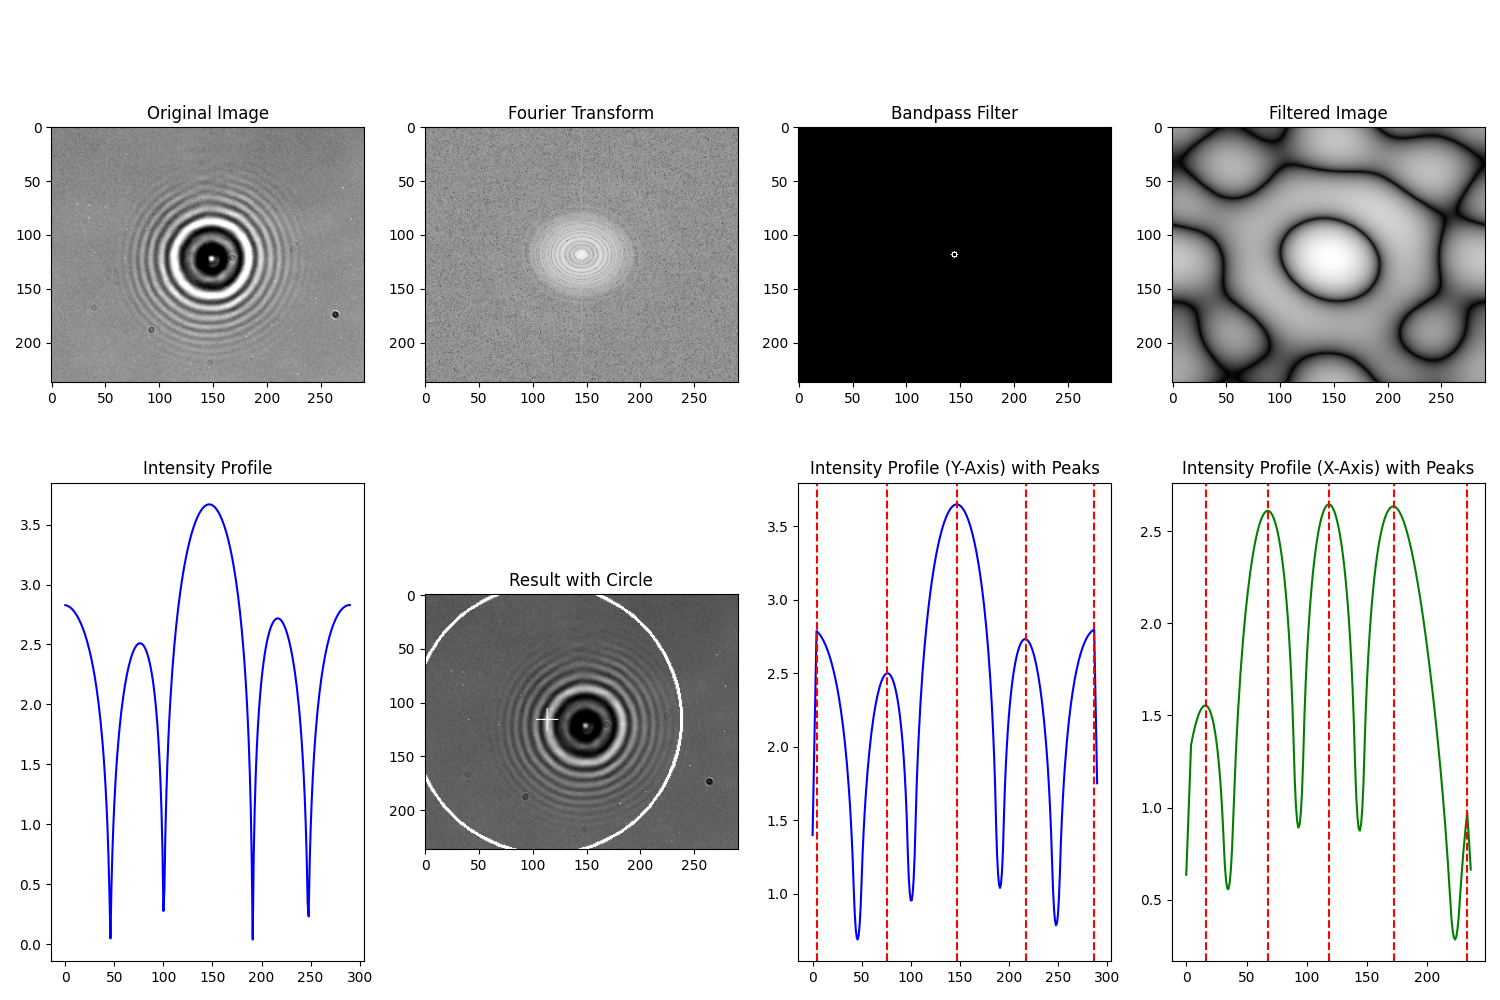 Original Image
Fourier Transform
Bandpass Filter
Filtered Image
0
50
100
150
200
0 50 100 150 200 250
0
50
100
150
200
0 50 100 150 200 250
0
50
100
150
200
0 50 100 150 200 250
0
50
100
150
200
0 50 100 150 200 250
Intensity Profile
3.5
3.0
2.5
2.0
1.5
1.0
0.5
0.0
0 50 100 150 200 250 300
Result with Circle
0
50
100
150
200
0 50 100 150 200 250
Intensity Profile (Y-Axis) with Peaks
3.5
3.0
2.5
2.0
1.5
1.0
0 50 100 150 200 250 300
Intensity Profile (X-Axis) with Peaks
2.5
2.0
1.5
1.0
0.5
0 50 100 150 200